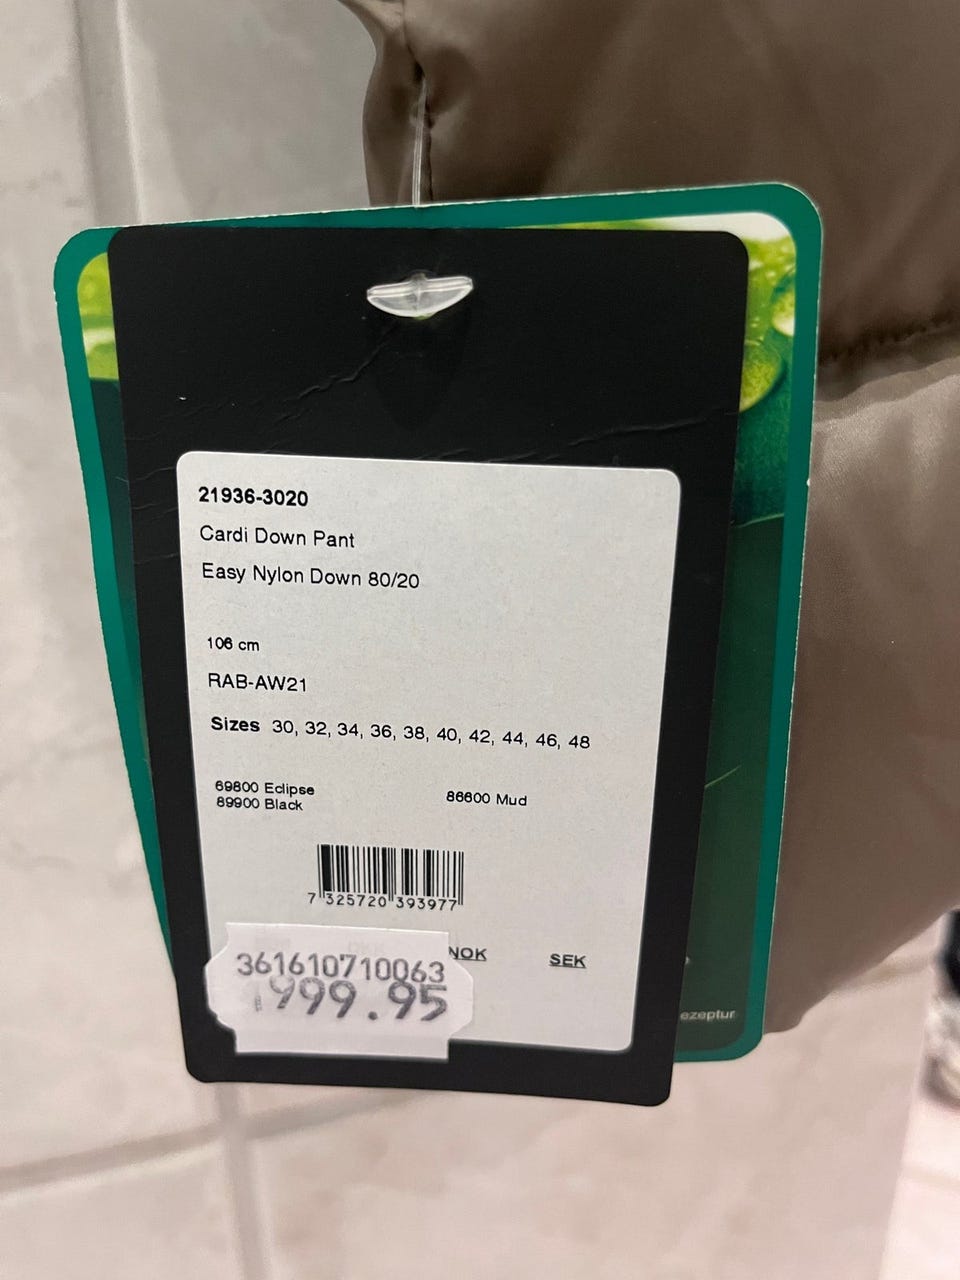 21936-3020
Cardi Down Pant
Easy Nylon Down 80/20
106 cm
RAB-AW21
Sizes 30, 32, 34, 36, 38, 40, 42, 44, 46, 48
69800 Eclipse
89900 Black
86600 Mud
7 325720 393977
NOK
SEK
361610710063
1999.95
ezeptur